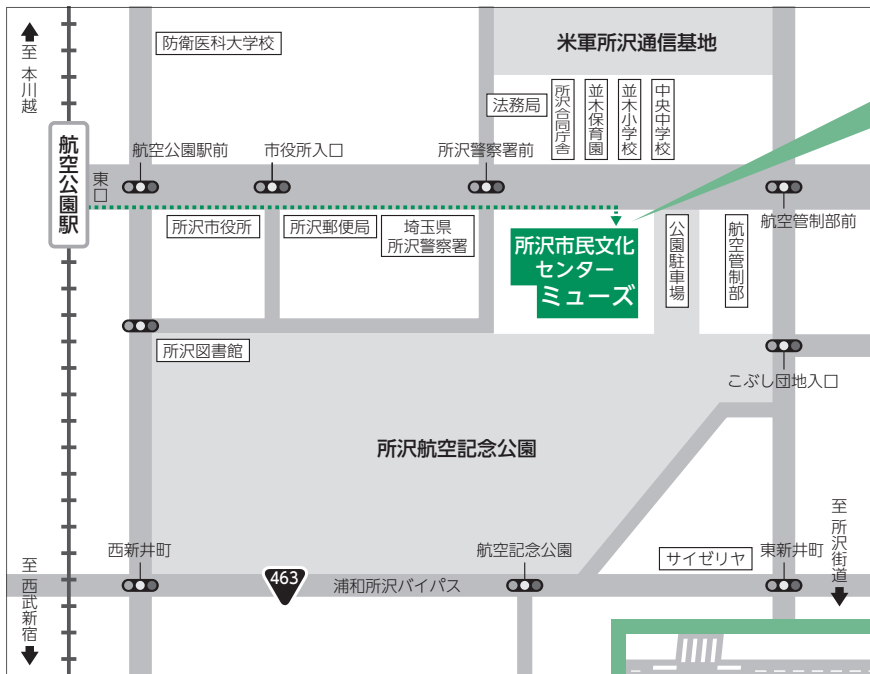 至 本川越
防衛医科大学校
米軍所沢通信基地
法務局
所沢合同庁舎
並木保育園
並木小学校
中央中学校
航空公園駅
東口
航空公園駅前
市役所入口
所沢警察署前
航空管制部前
所沢市役所
所沢郵便局
埼玉県
所沢警察署
所沢市民文化
センター
ミューズ
公園駐車場
航空管制部
所沢図書館
こぶし団地入口
所沢航空記念公園
西新井町
航空記念公園
サイゼリヤ
東新井町
至 所沢街道
至 西武新宿
463
浦和所沢バイパス